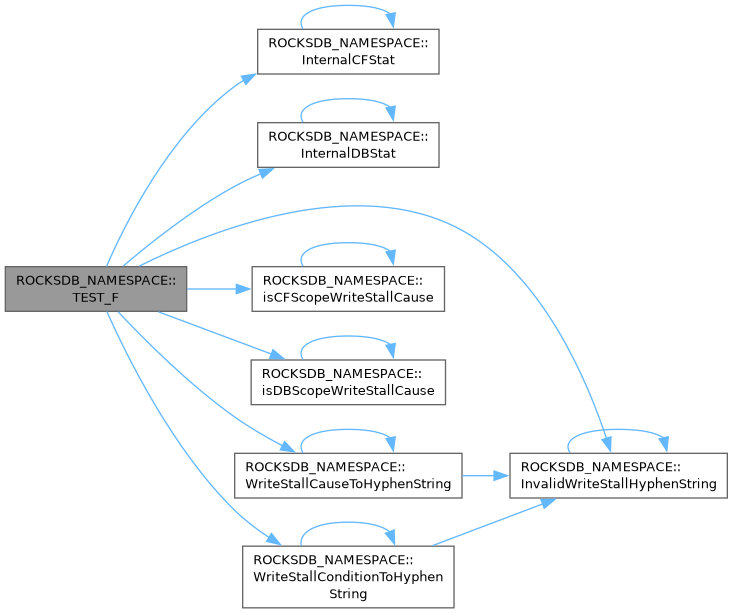 ROCKSDB_NAMESPACE::
InternalCFStat
ROCKSDB_NAMESPACE::
InternalDBStat
ROCKSDB_NAMESPACE::
TEST_F
ROCKSDB_NAMESPACE::
isCFScopeWriteStallCause
ROCKSDB_NAMESPACE::
isDBScopeWriteStallCause
ROCKSDB_NAMESPACE::
WriteStallCauseToHyphenString
ROCKSDB_NAMESPACE::
InvalidWriteStallHyphenString
ROCKSDB_NAMESPACE::
WriteStallConditionToHyphen
String